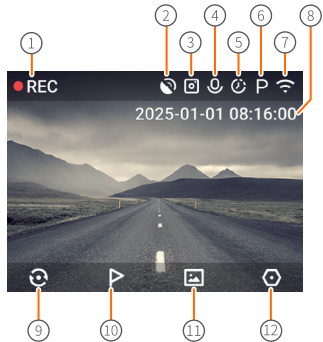 ② ④ ⑥ ⑧
① ③ ⑤ ⑦
REC P
2025-01-01 08:16:00
⑨ ⑩ ⑪ ⑫